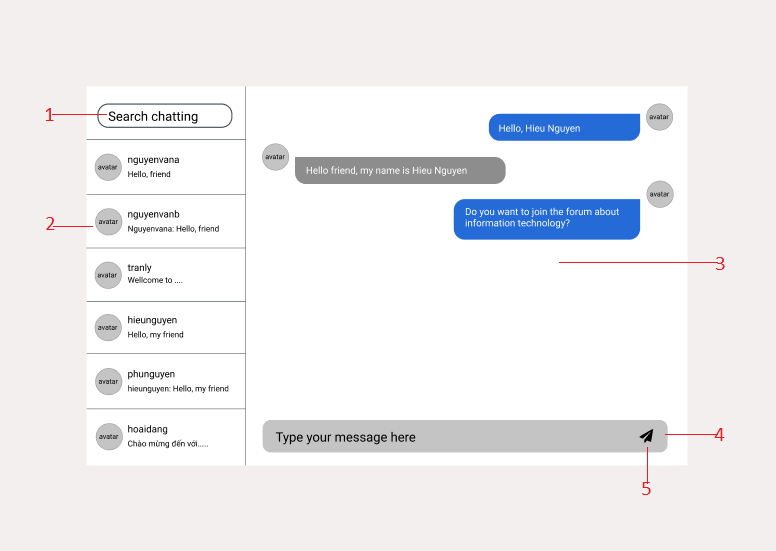 1
Search chatting
avatar
nguyenvana
Hello, friend
2
avatar
nguyenvanb
Nguyenvana: Hello, friend
avatar
tranly
Wellcome to ....
avatar
hieunguyen
Hello, my friend
avatar
phunguyen
hieunguyen: Hello, my friend
avatar
hoaidang
Chào mừng đến với.....
Hello, Hieu Nguyen
avatar
avatar
Hello friend, my name is Hieu Nguyen
avatar
Do you want to join the forum about
information technology?
3
Type your message here
4
5